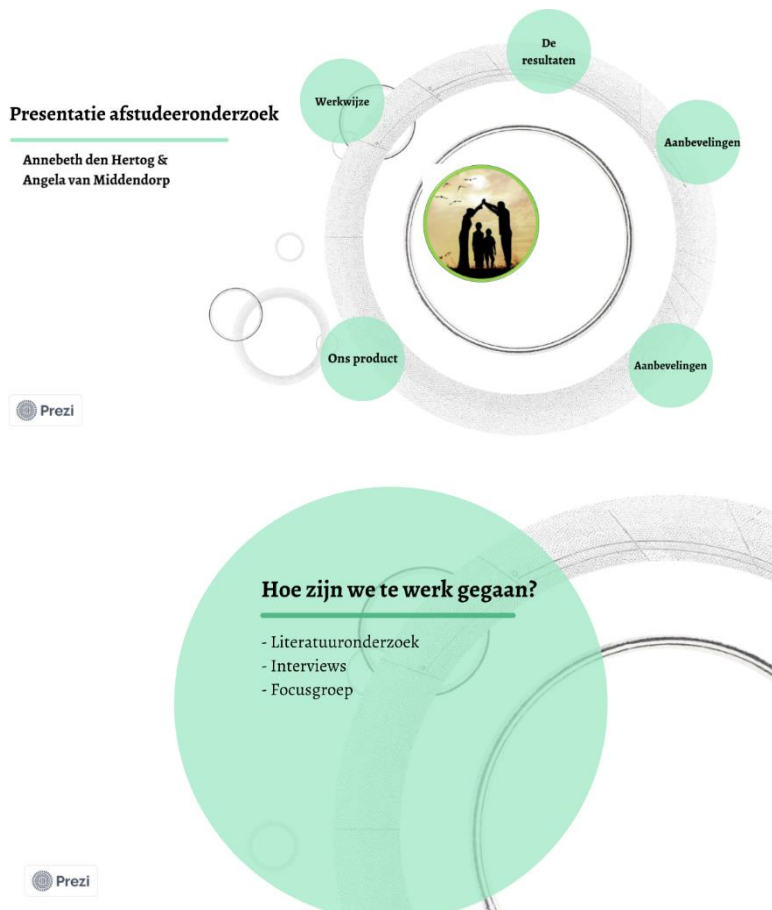 Presentatie afstudeeronderzoek
Annebeth den Hertog &
Angela van Middendorp
Werkwijze
De
resultaten
Aanbevelingen
Aanbevelingen
Ons product
Prezi
Hoe zijn we te werk gegaan?
- Literatuuronderzoek
- Interviews
- Focusgroep
Prezi